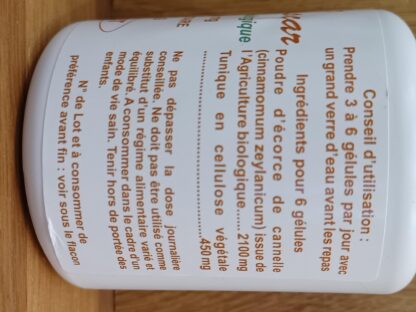 uar
gique
Conseil d'utilisation :
Prendre 3 à 6 gélules par jour avec
un grand verre d'eau avant les repas
Ingrédients pour 6 gélules
Poudre d'écorce de cannelle
(cinnamomum zeylanicum) issue de
l'Agriculture biologique.....2100 mg
Tunique en cellulose végétale
..................................450 mg
Ne pas dépasser la dose journalière
conseillée. Ne doit pas être utilisé comme
substitut d'un régime alimentaire varié et
équilibré. A consommer dans le cadre d'un
mode de vie sain. Tenir hors de portée des
enfants.
N° de Lot et à consommer de
préférence avant fin : voir sous le flacon